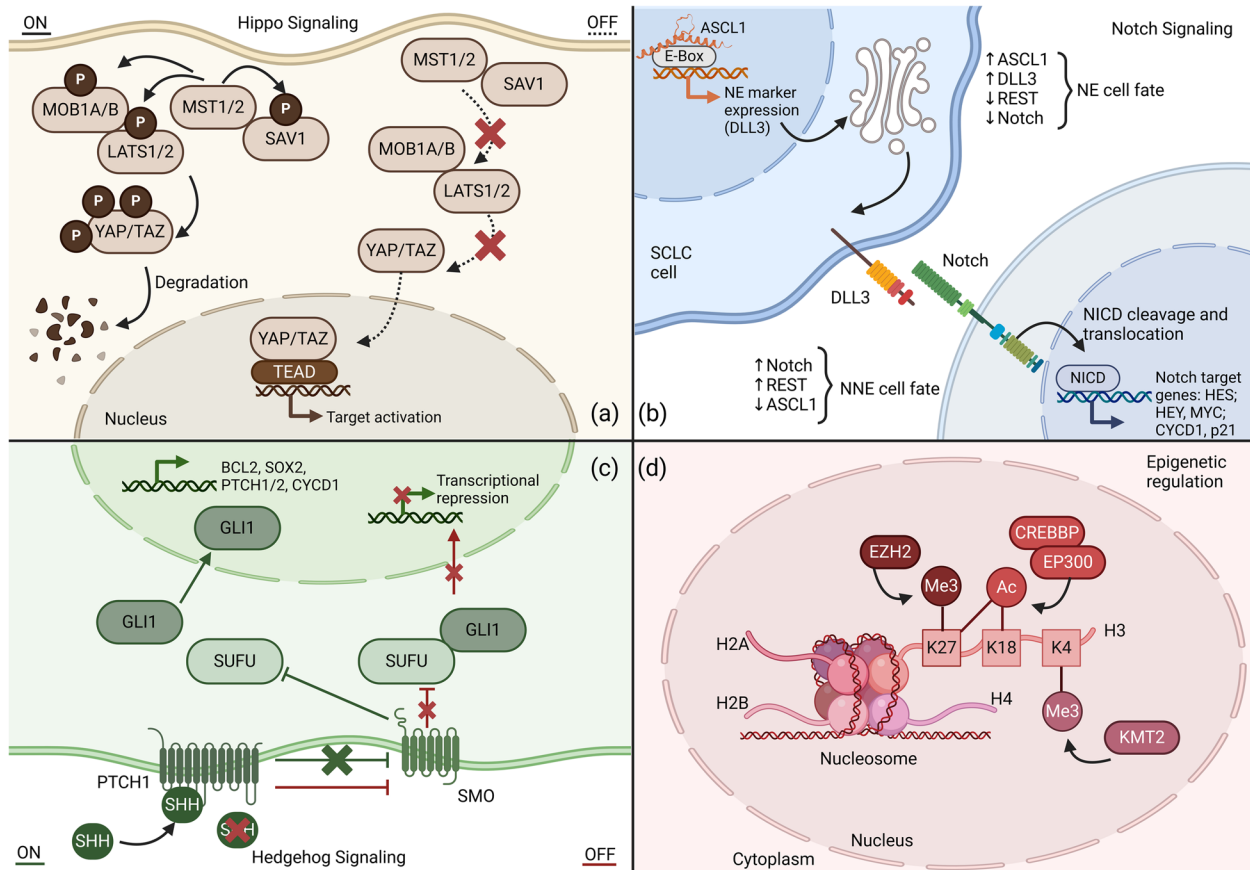 ON
Hippo Signaling
OFF
P
MOB1A/B
P
LATS1/2
MST1/2
P
SAV1
P
P
P
YAP/TAZ
Degradation
MST1/2
SAV1
MOB1A/B
LATS1/2
YAP/TAZ
YAP/TAZ
TEAD
Target activation
Nucleus
(a)
Notch Signaling
ASCL1
E-Box
NE marker
expression
(DLL3)
↑ASCL1
↑DLL3
↓REST
↓Notch
NE cell fate
SCLC
cell
DLL3
Notch
NICD cleavage and
translocation
↑Notch
↑REST
↓ASCL1
NNE cell fate
NICD
Notch target
genes: HES;
HEY, MYC;
CYCD1, p21
(b)
(c)
BCL2, SOX2,
PTCH1/2, CYCD1
GLI1
Transcriptional
repression
GLI1
SUFU
SUFU
GLI1
PTCH1
SHH
SHH
SMO
ON
Hedgehog Signaling
OFF
(d)
Epigenetic
regulation
CREBBP
EP300
EZH2
Me3
Ac
H2A
K27
K18
K4
H3
H2B
H4
Me3
KMT2
Nucleosome
Nucleus
Cytoplasm